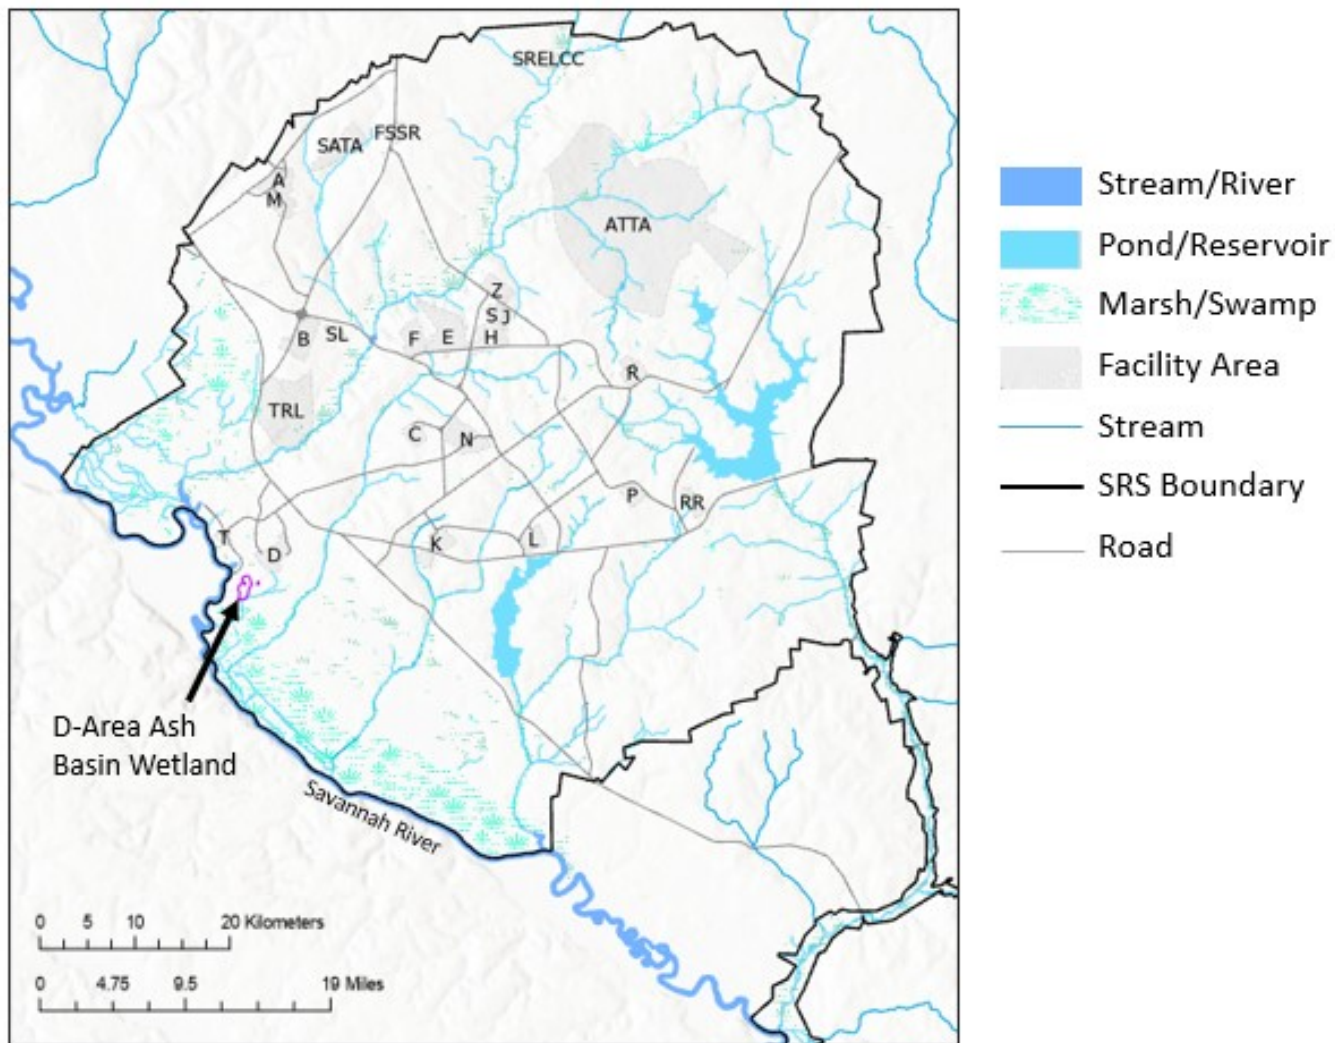 SRELCC
FSSR
SATA
A
M
ATTA
Z
S J
H
F
E
B
SL
R
TRL
C
N
P
RR
T
D
K
L
D-Area Ash
Basin Wetland
Savannah River
0 5 10 20 Kilometers
0 4.75 9.5 19 Miles
Stream/River
Pond/Reservoir
Marsh/Swamp
Facility Area
Stream
SRS Boundary
Road